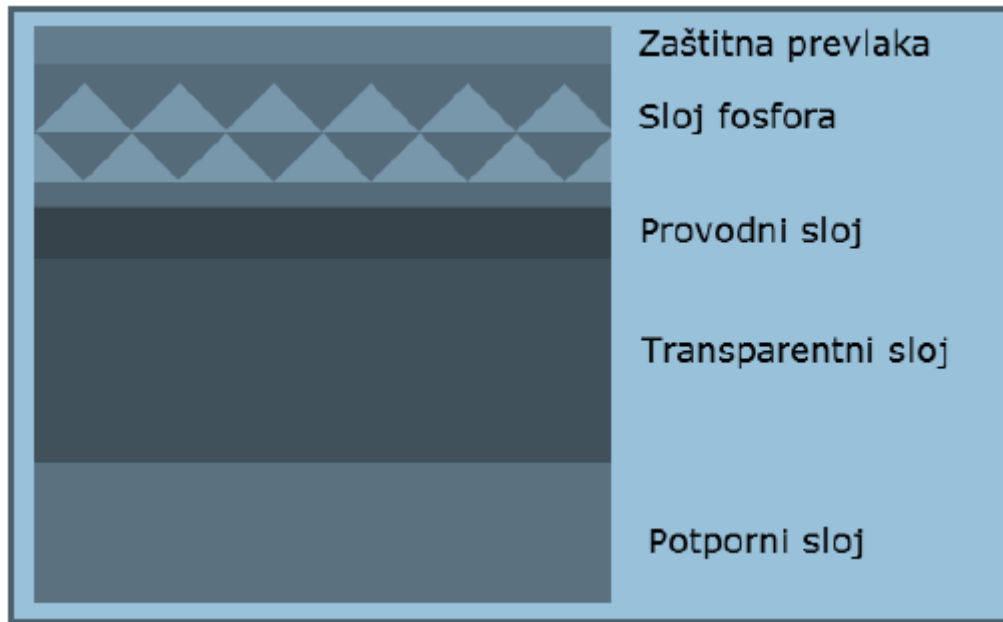 Zaštitna prevlaka
Sloj fosfora
Provodni sloj
Transparentni sloj
Potporni sloj